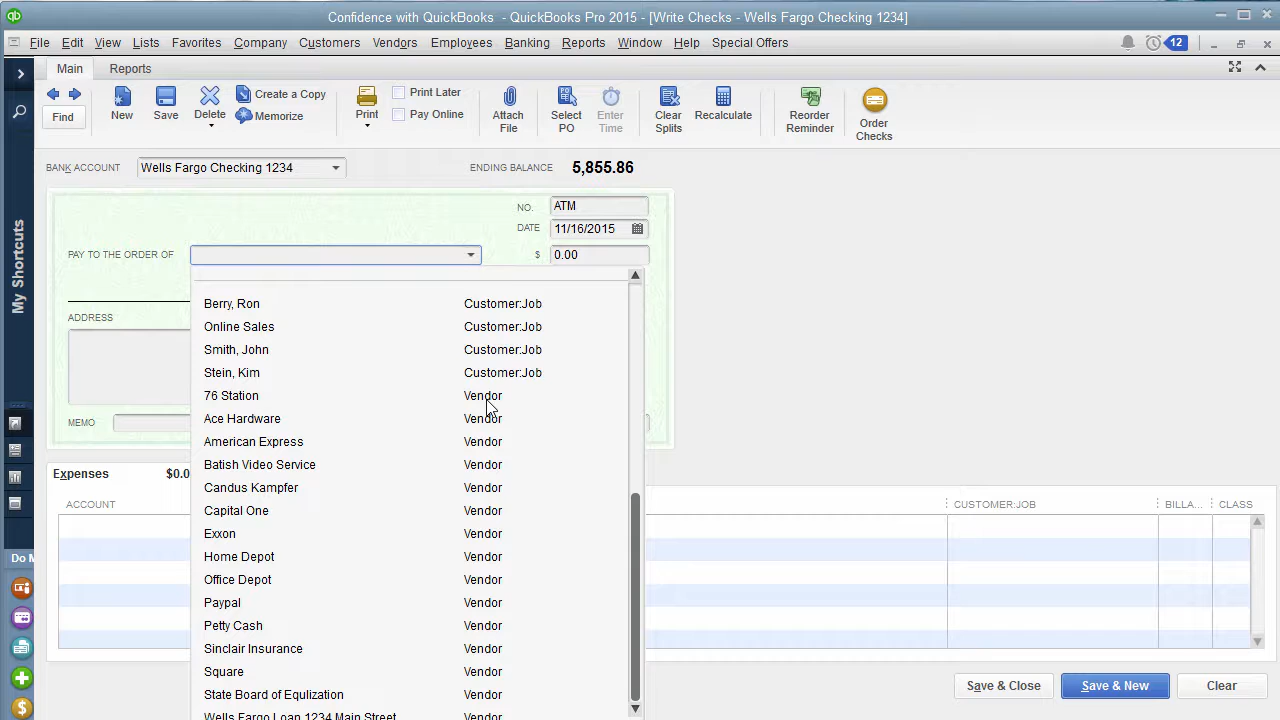 Confidence with QuickBooks - QuickBooks Pro 2015 - [Write Checks - Wells Fargo Checking 1234]
File Edit View Lists Favorites Company Customers Vendors Employees Banking Reports Window Help Special Offers 12
Main Reports
Find
New
Save
Delete
Create a Copy
Memorize
Print
Print Later
Pay Online
Attach File
Select PO
Enter Time
Clear Splits
Recalculate
Reorder Reminder
Order Checks
BANK ACCOUNT Wells Fargo Checking 1234 ENDING BALANCE 5,855.86
My Shortcuts
NO. ATM
DATE 11/16/2015
PAY TO THE ORDER OF $ 0.00
ADDRESS
MEMO
Berry, Ron Customer:Job
Online Sales Customer:Job
Smith, John Customer:Job
Stein, Kim Customer:Job
76 Station Vendor
Ace Hardware Vendor
American Express Vendor
Batish Video Service Vendor
Candus Kampfer Vendor
Capital One Vendor
Exxon Vendor
Home Depot Vendor
Office Depot Vendor
Paypal Vendor
Petty Cash Vendor
Sinclair Insurance Vendor
Square Vendor
State Board of Equlization Vendor
Wells Fargo Loan 1234 Main Street Vendor
Expenses $0.0
ACCOUNT CUSTOMER:JOB BILLA... CLASS
Do M
Save & Close Save & New Clear